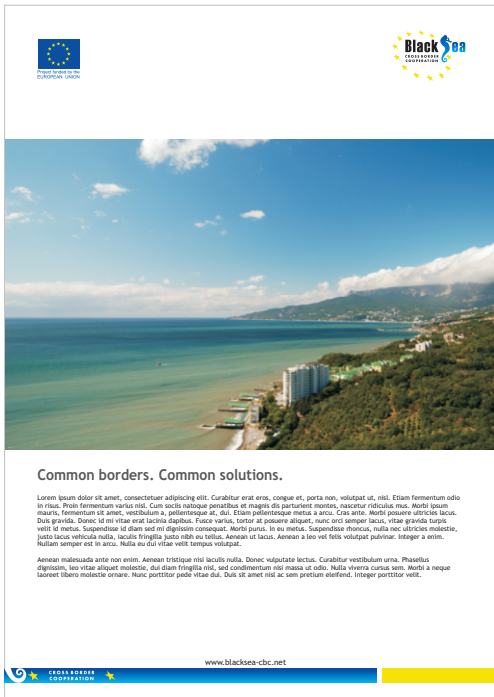 Project funded by the
EUROPEAN UNION
Black Sea
CROSS BORDER
COOPERATION
Common borders. Common solutions.
Lorem ipsum dolor sit amet, consectetuer adipiscing elit. Curabitur erat eros, congue et, porta non, volutpat ut, nisl. Etiam fermentum odio
in risus. Proin fermentum varius nisl. Cum sociis natoque penatibus et magnis dis parturient montes, nascetur ridiculus mus. Morbi ipsum
mauris, fermentum sit amet, vestibulum a, pellentesque at, dui. Etiam pellentesque metus a arcu. Cras ante. Morbi posuere ultricies lacus.
Duis gravida. Donec id mi vitae erat lacinia dapibus. Fusce varius, tortor at posuere aliquet, nunc orci semper lacus, vitae gravida turpis
velit id metus. Suspendisse id diam sed mi dignissim consequat. Morbi purus. In eu metus. Suspendisse rhoncus, nulla nec ultricies molestie,
justo lacus vehicula nulla, iaculis fringilla justo nibh eu tellus. Aenean ut lacus. Aenean a leo vel felis volutpat pulvinar. Integer a enim.
Nullam semper est in arcu. Nulla eu dui vitae velit tempus volutpat.
Aenean malesuada ante non enim. Aenean tristique nisi iaculis nulla. Donec vulputate lectus. Curabitur vestibulum urna. Phasellus
dignissim, leo vitae aliquet molestie, dui diam fringilla nisl, sed condimentum nisi massa ut odio. Nulla viverra cursus sem. Morbi a neque
laoreet libero molestie ornare. Nunc porttitor pede vitae dui. Duis sit amet nisl ac sem pretium eleifend. Integer porttitor velit.
www.blacksea-cbc.net
CROSS BORDER
COOPERATION